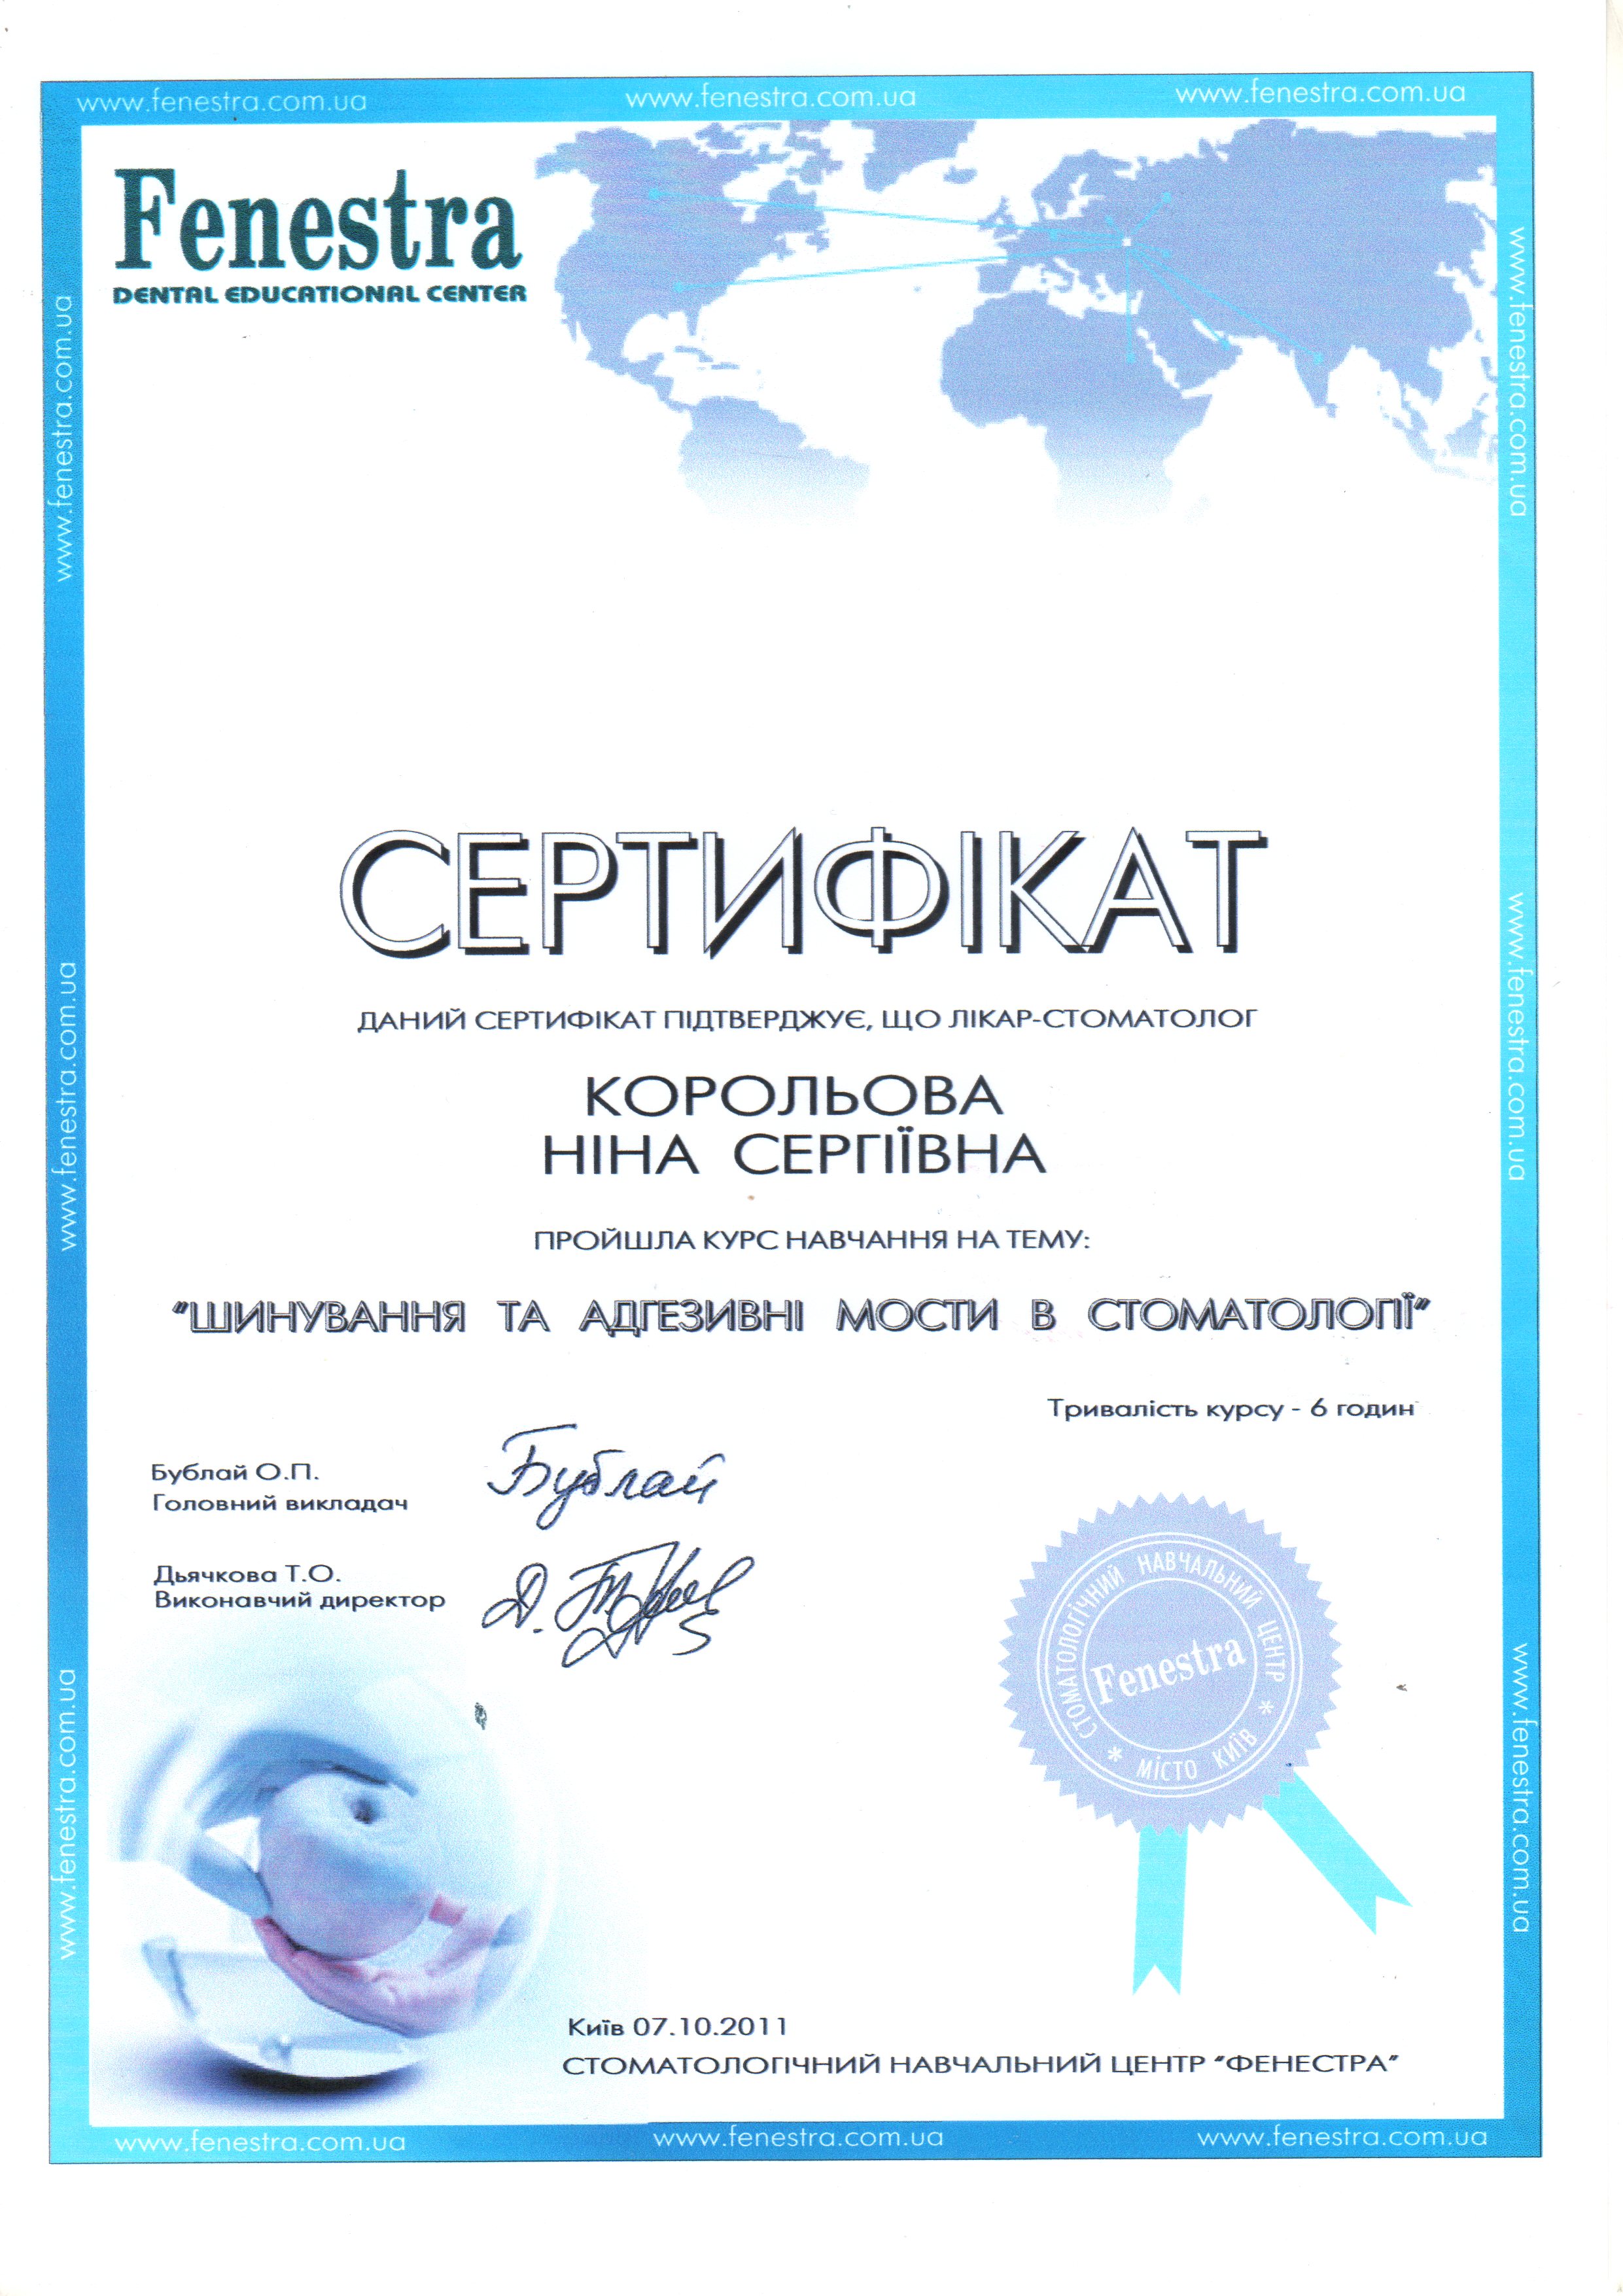 www.fenestra.com.ua www.fenestra.com.ua www.fenestra.com.ua
Fenestra
DENTAL EDUCATIONAL CENTER
www.fenestra.com.ua
www.fenestra.com.ua
www.fenestra.com.ua
www.fenestra.com.ua
www.fenestra.com.ua
www.fenestra.com.ua
СЕРТИФІКАТ
ДАНИЙ СЕРТИФІКАТ ПІДТВЕРДЖУЄ, ЩО ЛІКАР-СТОМАТОЛОГ
КОРОЛЬОВА
НІНА СЕРГІЇВНА
ПРОЙШЛА КУРС НАВЧАННЯ НА ТЕМУ:
"ШИНУВАННЯ ТА АДГЕЗИВНІ МОСТИ В СТОМАТОЛОГІЇ"
Тривалість курсу - 6 годин
Бублай О.П.
Головний викладач
Бублай
Дьячкова Т.О.
Виконавчий директор
СТОМАТОЛОГІЧНИЙ НАВЧАЛЬНИЙ ЦЕНТР
Fenestra
* МІСТО КИЇВ *
Київ 07.10.2011
СТОМАТОЛОГІЧНИЙ НАВЧАЛЬНИЙ ЦЕНТР "ФЕНЕСТРА"
www.fenestra.com.ua www.fenestra.com.ua www.fenestra.com.ua